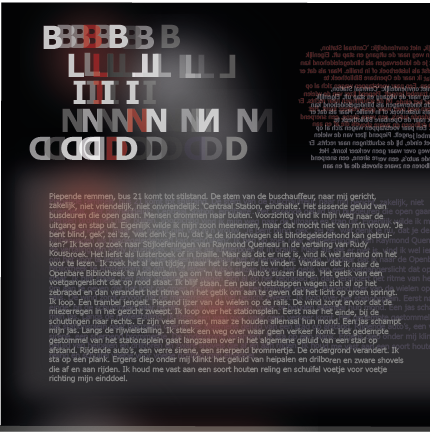 B
L
I
N
D
Piepende remmen, bus 21 komt tot stilstand. De stem van de buschauffeur, naar mij gericht,
zakelijk, niet vriendelijk, niet onvriendelijk: 'Centraal Station, eindhalte'. Het sissende geluid van
busdeuren die open gaan. Mensen drommen naar buiten. Voorzichtig vind ik mijn weg naar de
uitgang en stap uit. Eigenlijk wilde ik mijn zoon meenemen, maar dat mocht niet van m'n vrouw. 'Je
bent blind, gek', zei ze, 'wat denk je nu, dat je de kinderwagen als blindegeleidehond kan gebrui-
ken?' Ik ben op zoek naar Stijloefeningen van Raymond Queneau in de vertaling van Rudy
Kousbroek. Het liefst als luisterboek of in braille. Maar als dat er niet is, vind ik wel iemand om het
voor te lezen. Ik zoek het al een tijdje, maar het is nergens te vinden. Vandaar dat ik naar de
Openbare Bibliotheek te Amsterdam ga om 'm te lenen. Auto's suizen langs. Het getik van een
voetgangerslicht dat op rood staat. Ik blijf staan. Een paar voetstappen wagen zich al op het
zebrapad en dan verandert het ritme van het getik om aan te geven dat het licht op groen springt.
Ik loop. Een trambel jengelt. Piepend ijzer van de wielen op de rails. De wind zorgt ervoor dat de
miezerregen in het gezicht zweept. Ik loop over het stationsplein. Eerst naar het einde, bij de
schuttingen naar rechts. Er zijn veel mensen, maar ze houden allemaal hun mond. Een jas schampt
mijn jas. Langs de rijwielstalling. Ik steek een weg over waar geen verkeer komt. Het gedempte
gestommel van het stationsplein gaat langzaam over in het algemene geluid van een stad op
afstand. Rijdende auto's, een verre sirene, een snerpend brommertje. De ondergrond verandert. Ik
sta op een plank. Ergens diep onder mij klinkt het geluid van heipalen en drilboren en zware shovels
die af en aan rijden. Ik houd me vast aan een soort houten reling en schuifel voetje voor voetje
richting mijn einddoel.